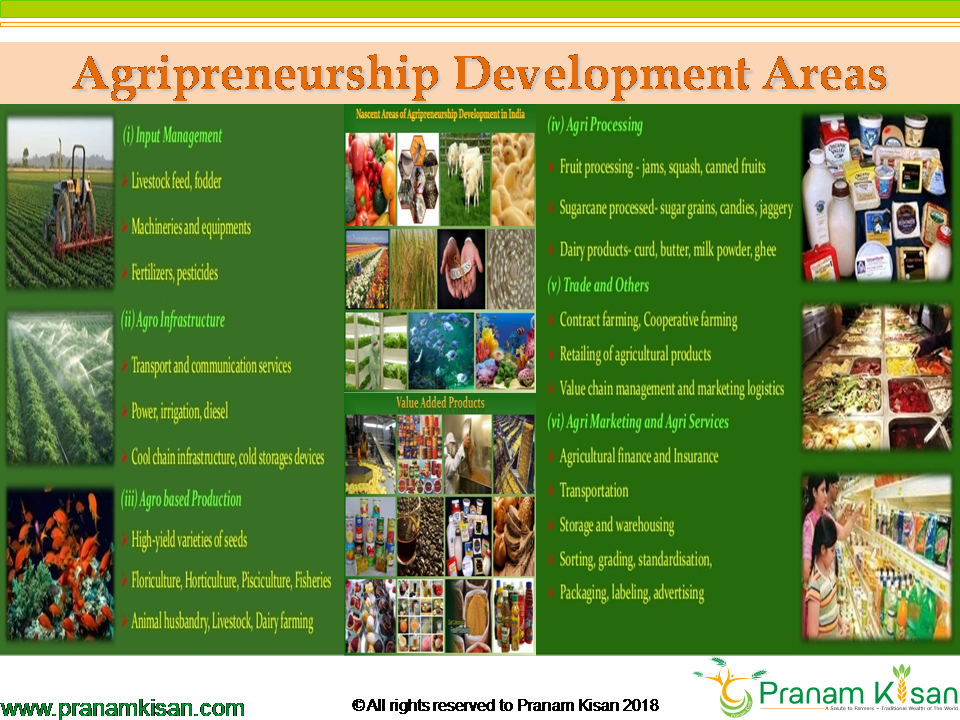 Agripreneurship Development Areas
(i) Input Management
Livestock feed, fodder
Machineries and equipments
Fertilizers, pesticides
(ii) Agro Infrastructure
Transport and communication services
Power, irrigation, diesel
Cool chain infrastructure, cold storages devices
(iii) Agro based Production
High-yield varieties of seeds
Floriculture, Horticulture, Pisciculture, Fisheries
Animal husbandry, Livestock, Dairy farming
Nascent Areas of Agripreneurship Development in India
Value Added Products
(iv) Agri Processing
Fruit processing - jams, squash, canned fruits
Sugarcane processed- sugar grains, candies, jaggery
Dairy products- curd, butter, milk powder, ghee
(v) Trade and Others
Contract farming, Cooperative farming
Retailing of agricultural products
Value chain management and marketing logistics
(vi) Agri Marketing and Agri Services
Agricultural finance and Insurance
Transportation
Storage and warehousing
Sorting, grading, standardisation,
Packaging, labeling, advertising
www.pranamkisan.com
©All rights reserved to Pranam Kisan 2018
Pranam Kisan
A Salute to Farmers - Traditional Wealth of The World